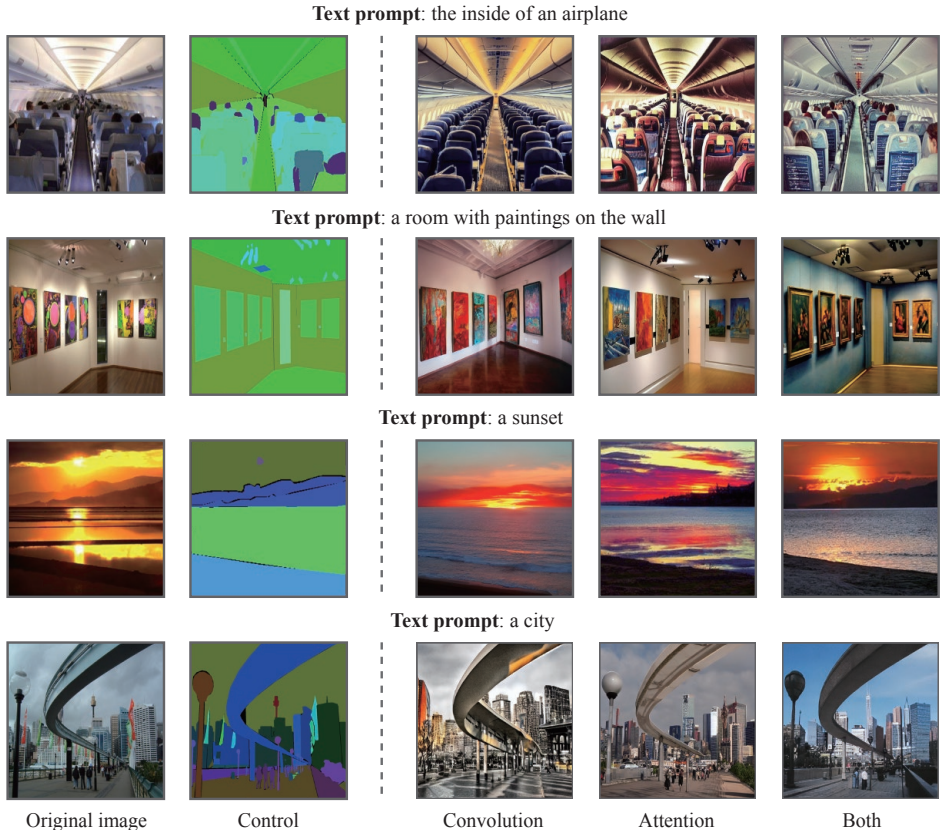 Text prompt: the inside of an airplane
Text prompt: a room with paintings on the wall
Text prompt: a sunset
Text prompt: a city
Original image Control Convolution Attention Both